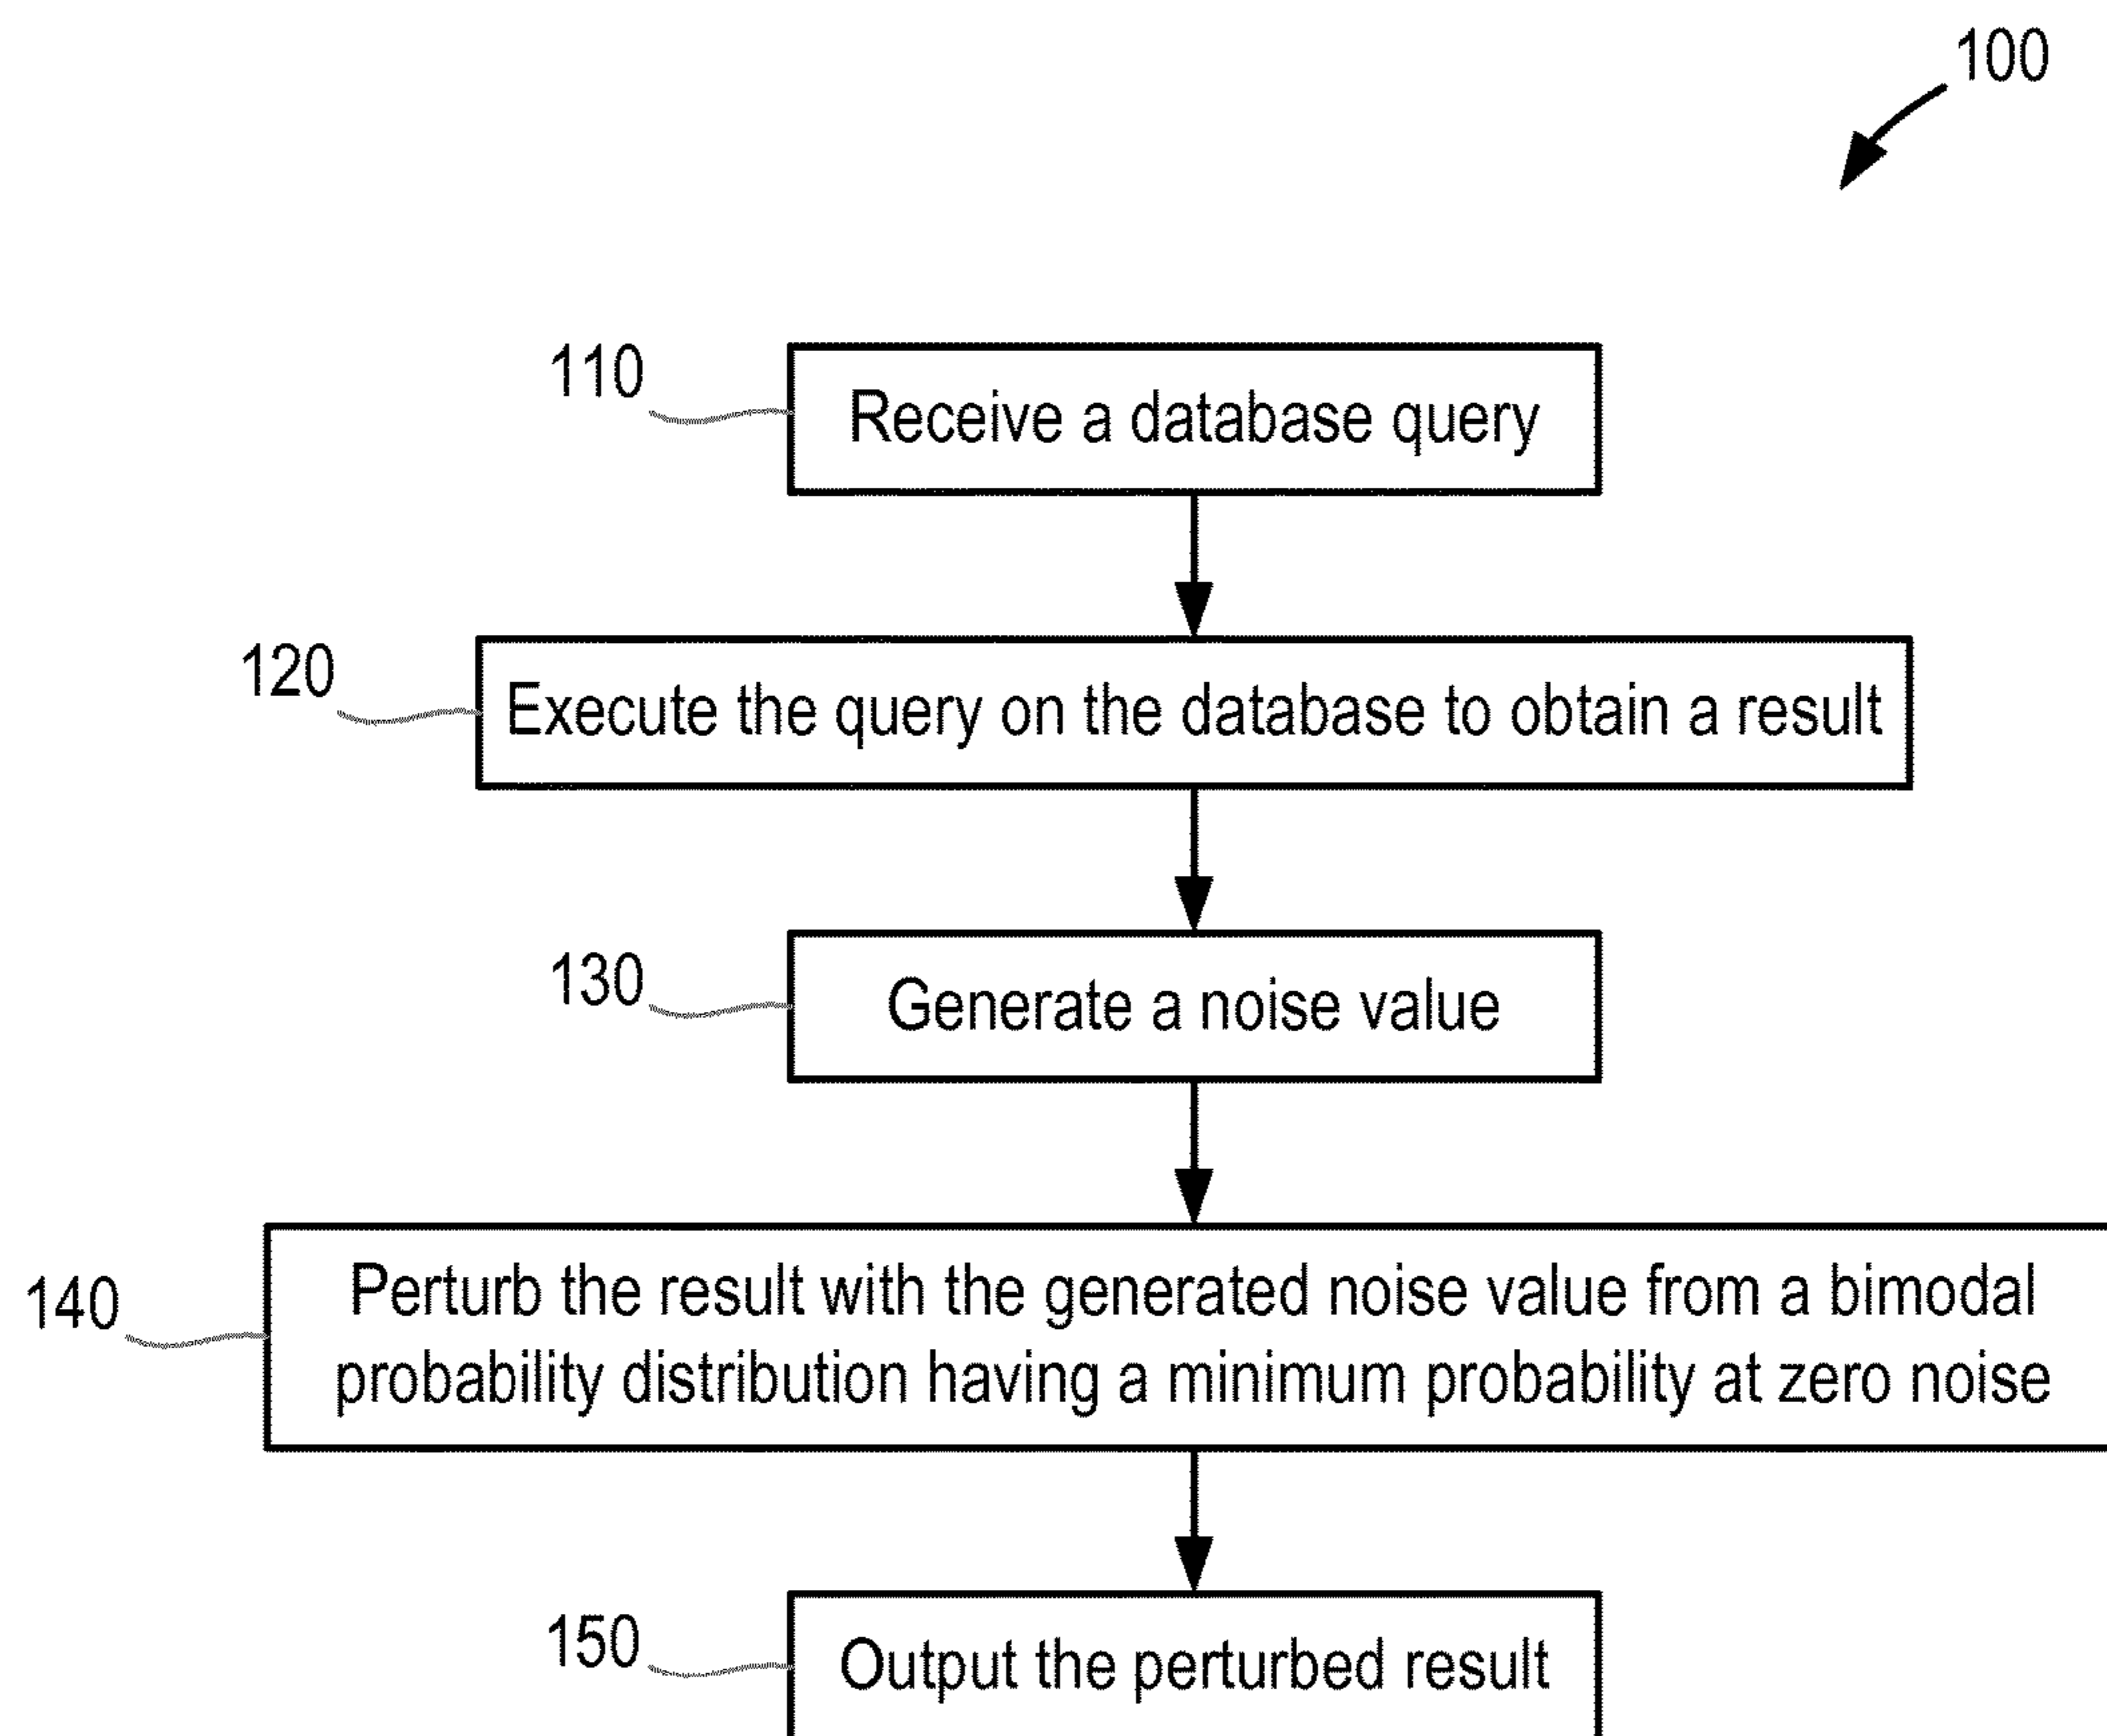 100
110
Receive a database query
120
Execute the query on the database to obtain a result
130
Generate a noise value
140
Perturb the result with the generated noise value from a bimodal
probability distribution having a minimum probability at zero noise
150
Output the perturbed result